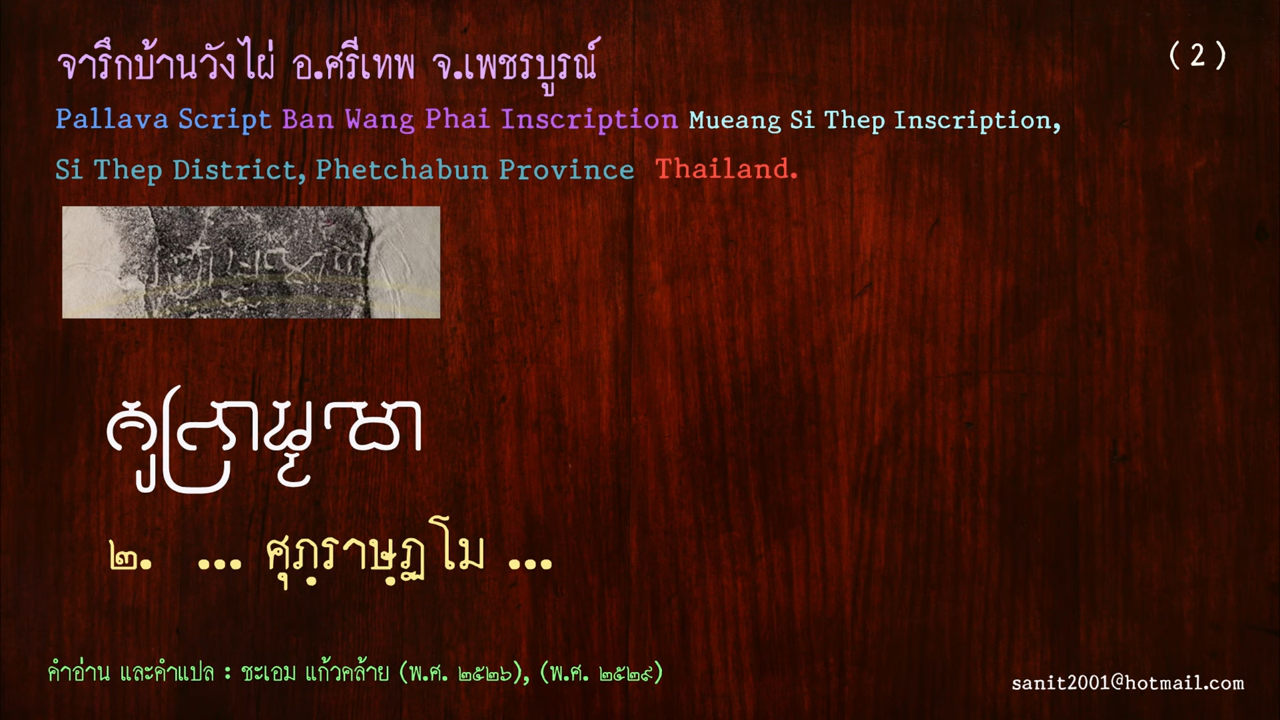 จารึกบ้านวังไผ่ อ.ศรีเทพ จ.เพชรบูรณ์
(2)
Pallava Script Ban Wang Phai Inscription Mueang Si Thep Inscription,
Si Thep District, Phetchabun Province Thailand.
๒. ... ศุภฺราษฺฏโม ...
คำอ่าน และคำแปล : ชะเอม แก้วคล้าย (พ.ศ. ๒๕๒๖), (พ.ศ. ๒๕๒๙)
sanit2001@hotmail.com